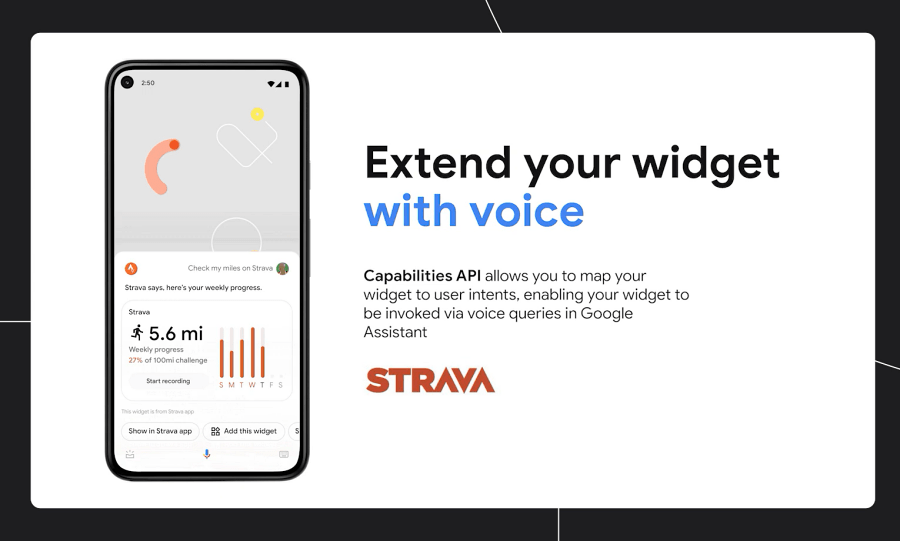 2:50
Check my miles on Strava
Strava says, here's your weekly progress.
Strava
5.6 mi
Weekly progress
27% of 100mi challenge
Start recording
S M T W T F S
This widget is from Strava app
Show in Strava app
Add this widget
S
Extend your widget
with voice
Capabilities API allows you to map your
widget to user intents, enabling your widget to
be invoked via voice queries in Google
Assistant
STRAVA